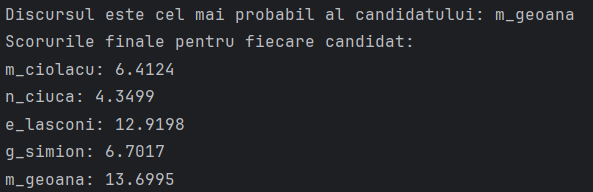 Discursul este cel mai probabil al candidatului: m_geoana
Scorurile finale pentru fiecare candidat:
m_ciolacu: 6.4124
n_ciuca: 4.3499
e_lasconi: 12.9198
g_simion: 6.7017
m_geoana: 13.6995